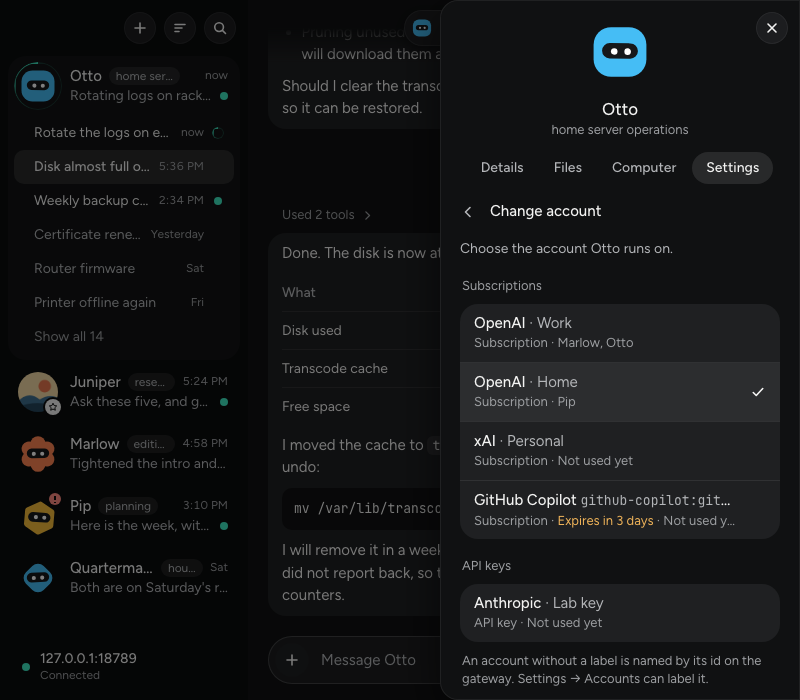 Otto home ser... now
Rotating logs on rack...
Rotate the logs on e... now
Disk almost full o... 5:36 PM
Weekly backup c... 2:34 PM
Certificate rene... Yesterday
Router firmware Sat
Printer offline again Fri
Show all 14
Juniper rese... 5:24 PM
Ask these five, and g...
Marlow editi... 4:58 PM
Tightened the intro and...
Pip planning 3:10 PM
Here is the week, wit...
Quarterma... hou... Sat
Both are on Saturday's r...
127.0.0.1:18789
Connected
Pruning unused
will download them a
Should I clear the transc
so it can be restored.
Used 2 tools
Done. The disk is now at
What
Disk used
Transcode cache
Free space
I moved the cache to t
undo:
mv /var/lib/transco
I will remove it in a week
did not report back, so t
counters.
Message Otto
Otto
home server operations
Details Files Computer Settings
Change account
Choose the account Otto runs on.
Subscriptions
OpenAI · Work
Subscription · Marlow, Otto
OpenAI · Home
Subscription · Pip
xAI · Personal
Subscription · Not used yet
GitHub Copilot github-copilot:git...
Subscription · Expires in 3 days · Not used y...
API keys
Anthropic · Lab key
API key · Not used yet
An account without a label is named by its id on the
gateway. Settings → Accounts can label it.